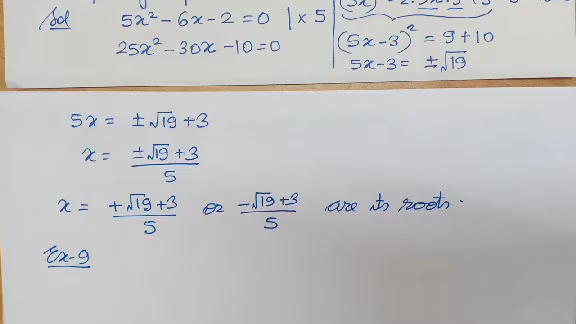 Sol 5x² - 6x - 2 = 0 | × 5
25x² - 30x - 10 = 0
(5x-3)² = 9 + 10
5x-3 = ±√19
5x = ±√19 + 3
x = (±√19 + 3)/5
x = (+√19 + 3)/5 or (-√19 + 3)/5 are its roots.
Ex-9